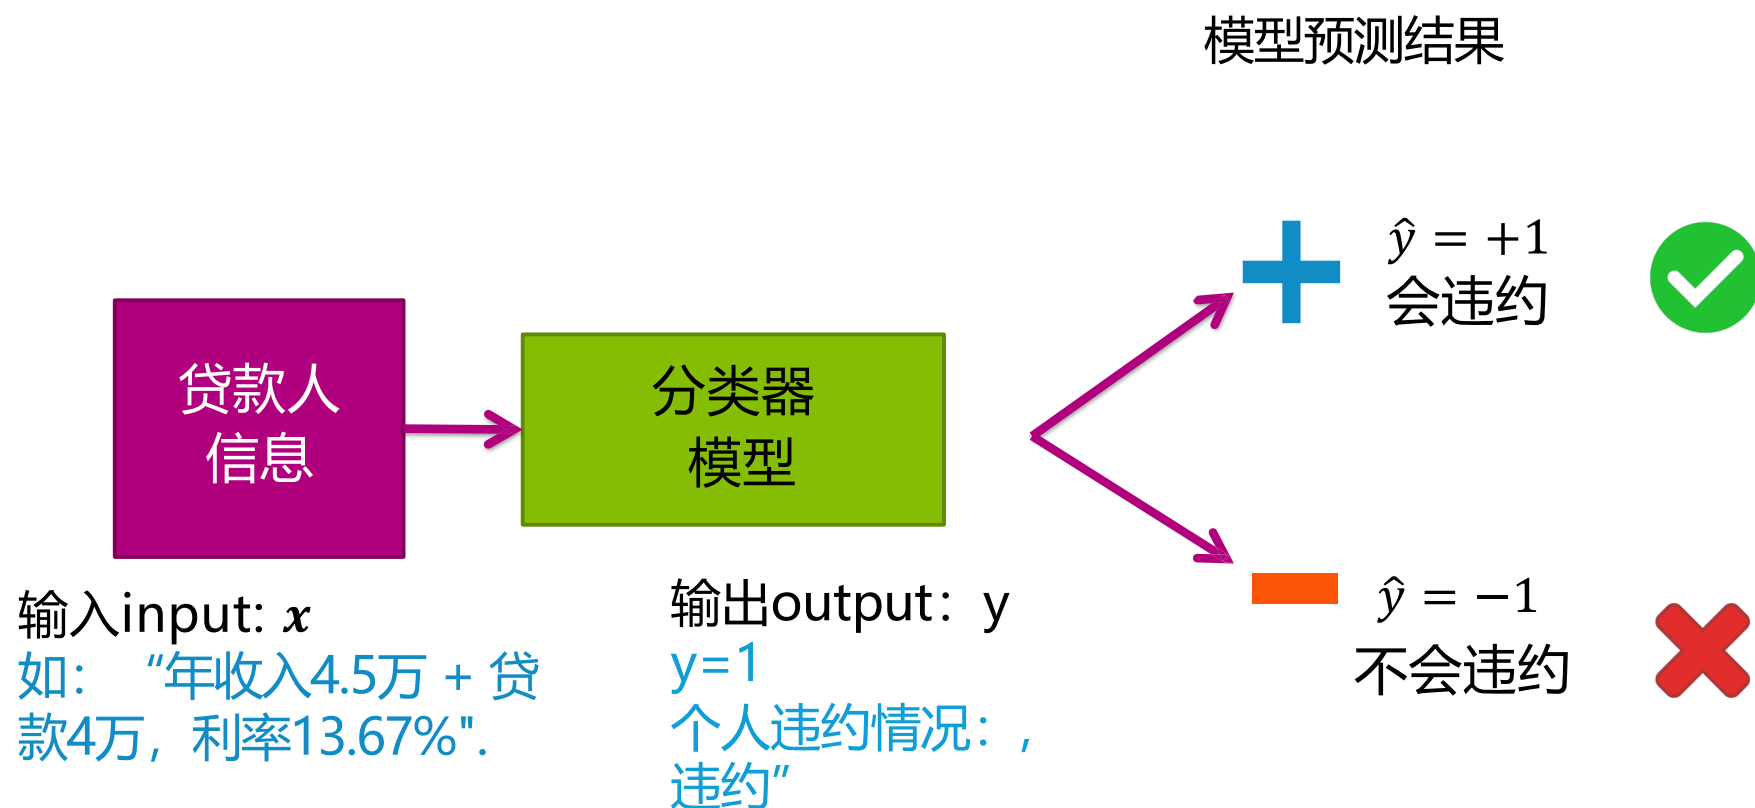 模型预测结果
ŷ = +1
会违约
贷款人
信息
分类器
模型
ŷ = −1
不会违约
输入input: x
如： “年收入4.5万 + 贷
款4万，利率13.67%".
输出output：y
y=1
个人违约情况：,
违约”